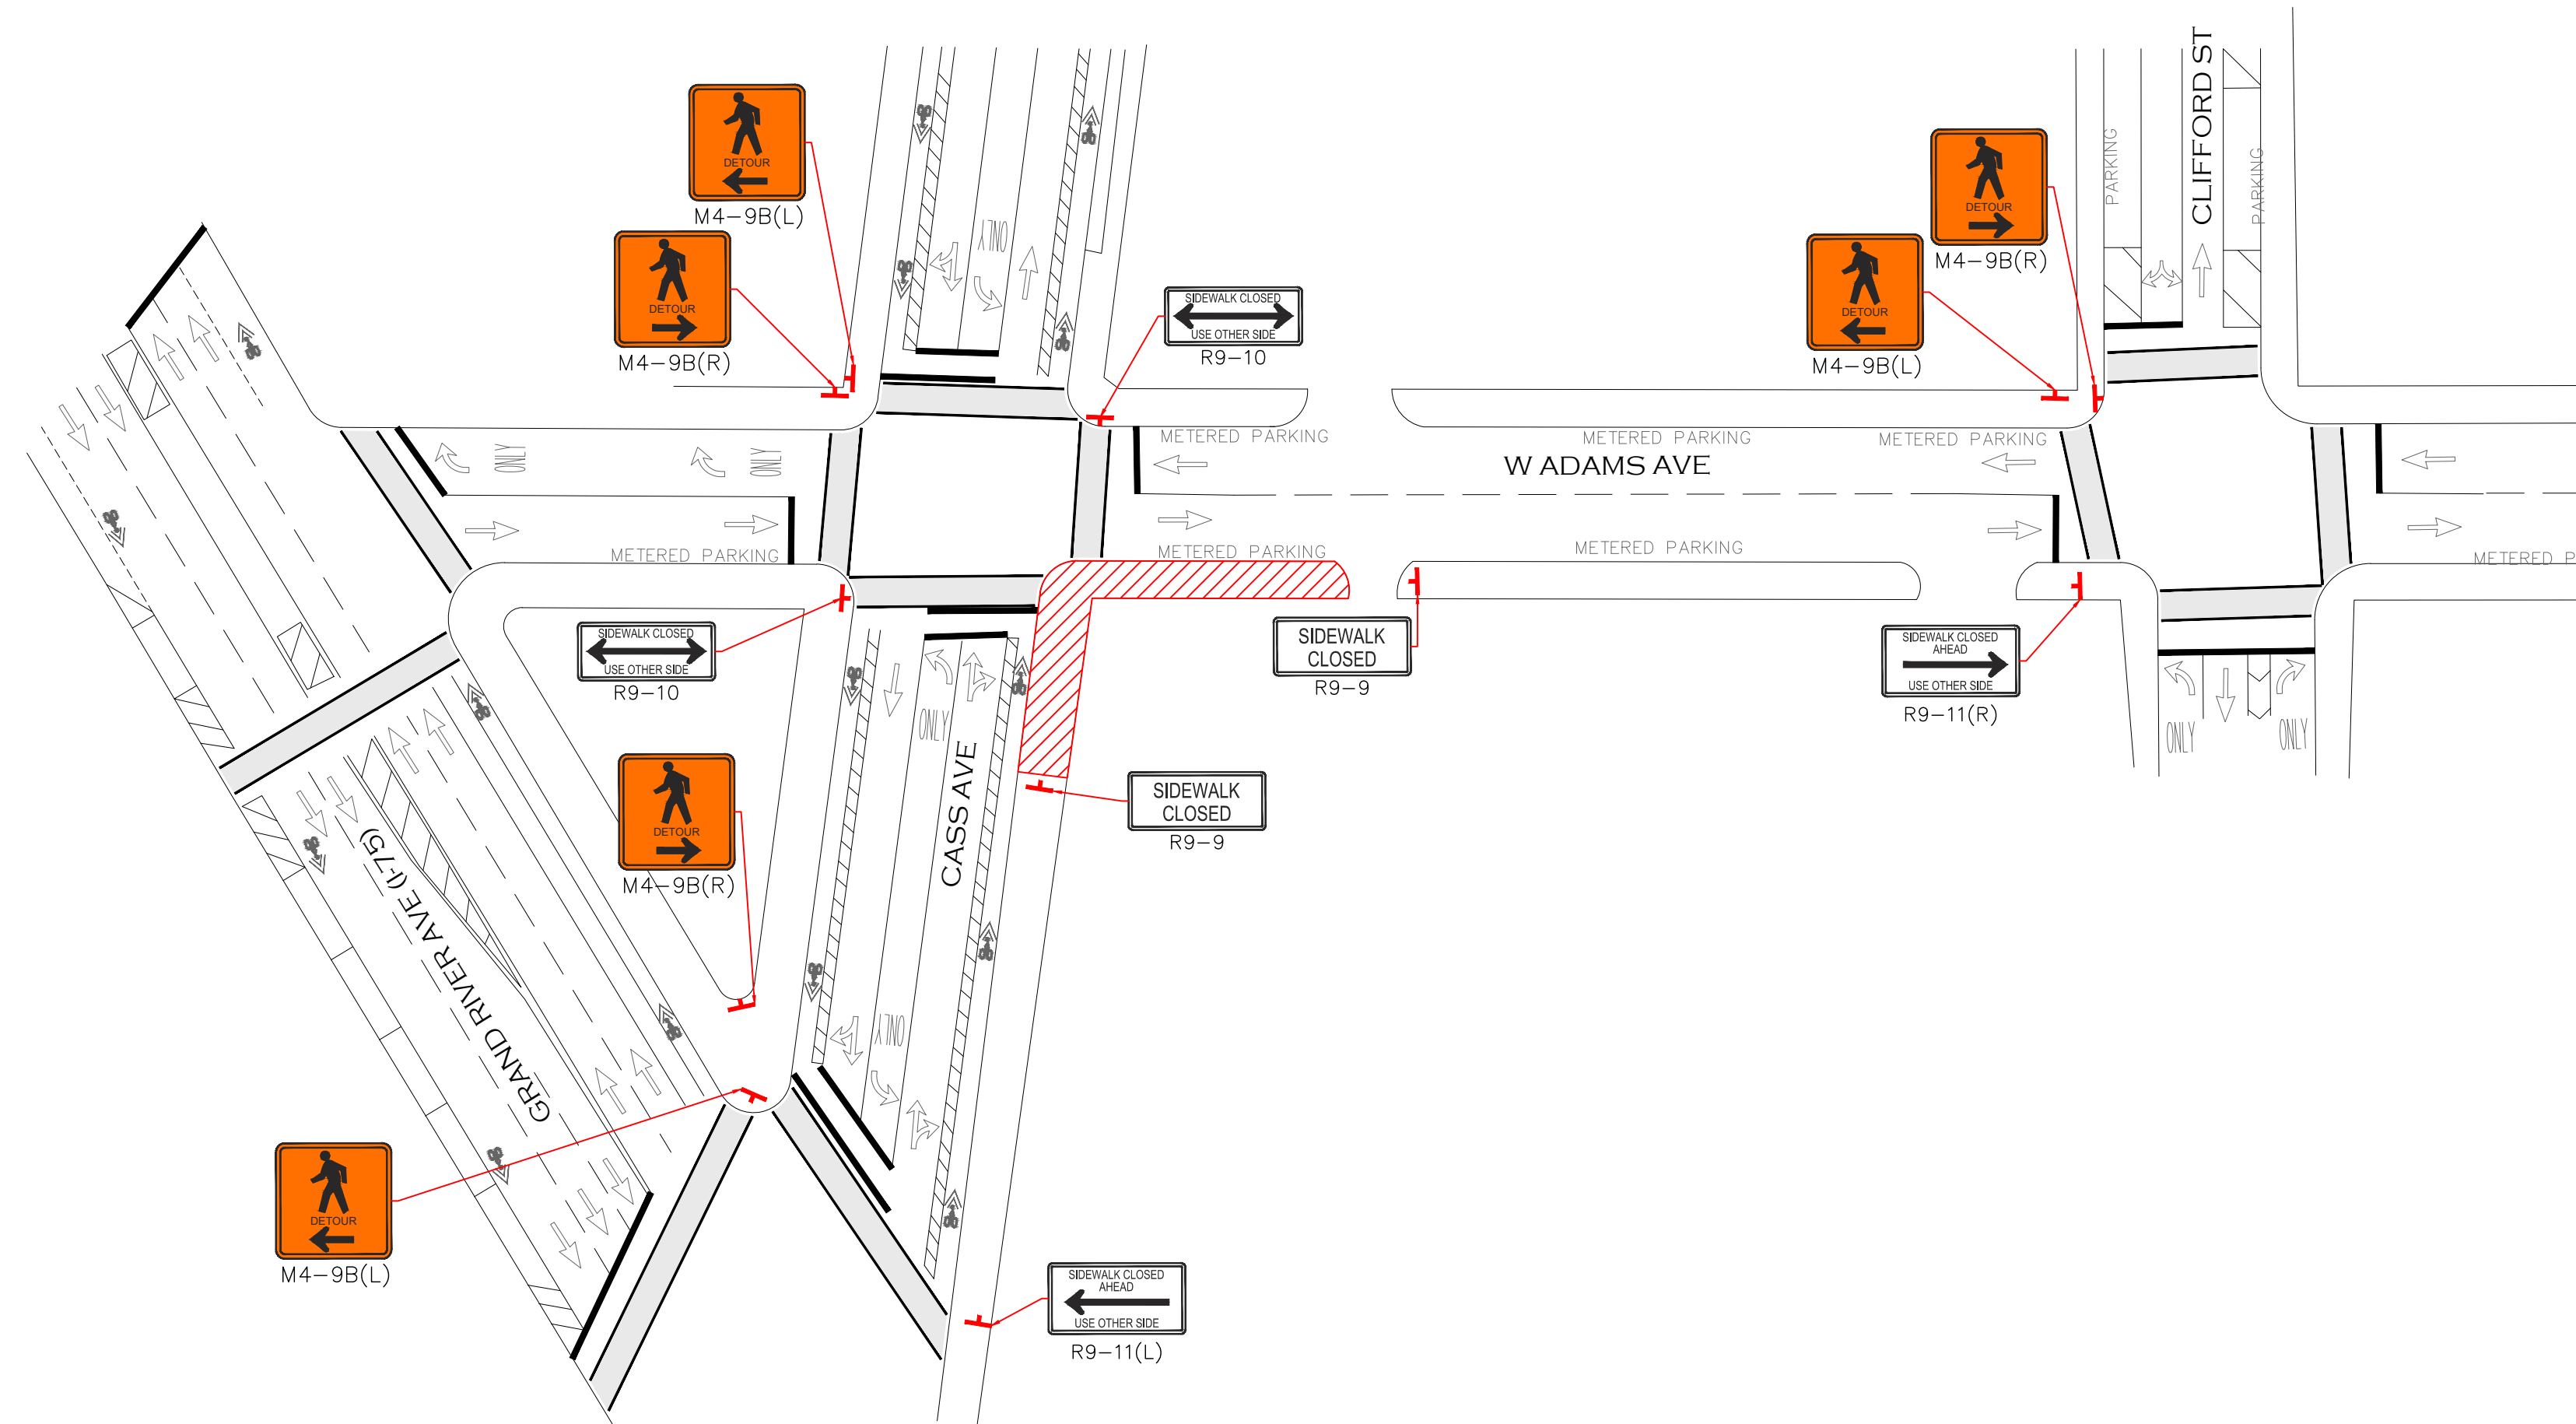 CLIFFORD ST
PARKING
PARKING
DETOUR
M4-9B(L)
DETOUR
M4-9B(R)
DETOUR
M4-9B(R)
DETOUR
M4-9B(L)
ONLY
SIDEWALK CLOSED
USE OTHER SIDE
R9-10
METERED PARKING
METERED PARKING
METERED PARKING
ONLY
ONLY
W ADAMS AVE
METERED PARKING
METERED PARKING
METERED PARKING
METERED P
SIDEWALK CLOSED
USE OTHER SIDE
R9-10
SIDEWALK
CLOSED
R9-9
SIDEWALK CLOSED
AHEAD
USE OTHER SIDE
R9-11(R)
ONLY
ONLY
ONLY
DETOUR
M4-9B(R)
CASS AVE
SIDEWALK
CLOSED
R9-9
GRAND RIVER AVE (I-75)
ONLY
DETOUR
M4-9B(L)
SIDEWALK CLOSED
AHEAD
USE OTHER SIDE
R9-11(L)